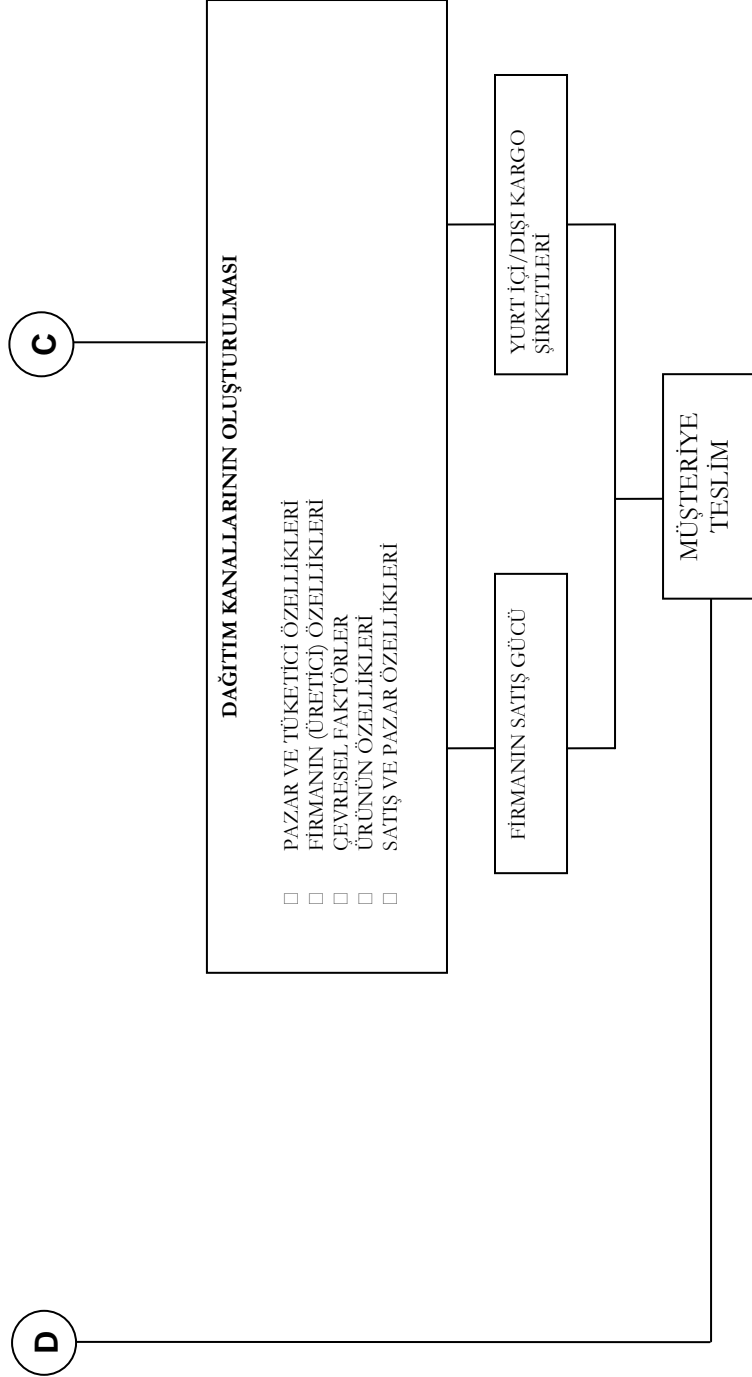 C
DAĞITIM KANALLARININ OLUŞTURULMASI
PAZAR VE TÜKETİCİ ÖZELLİKLERİ
FİRMANIN (ÜRETİCİ) ÖZELLİKLERİ
ÇEVRESEL FAKTÖRLER
ÜRÜNÜN ÖZELLİKLERİ
SATIŞ VE PAZAR ÖZELLİKLERİ
FİRMANIN SATIŞ GÜCÜ
YURT İÇİ/DIŞI KARGO
ŞİRKETLERİ
MÜŞTERİYE
TESLİM
D